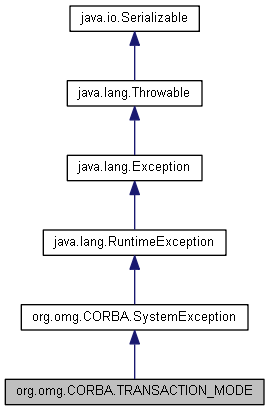 java.io.Serializable
java.lang.Throwable
java.lang.Exception
java.lang.RuntimeException
org.omg.CORBA.SystemException
org.omg.CORBA.TRANSACTION_MODE